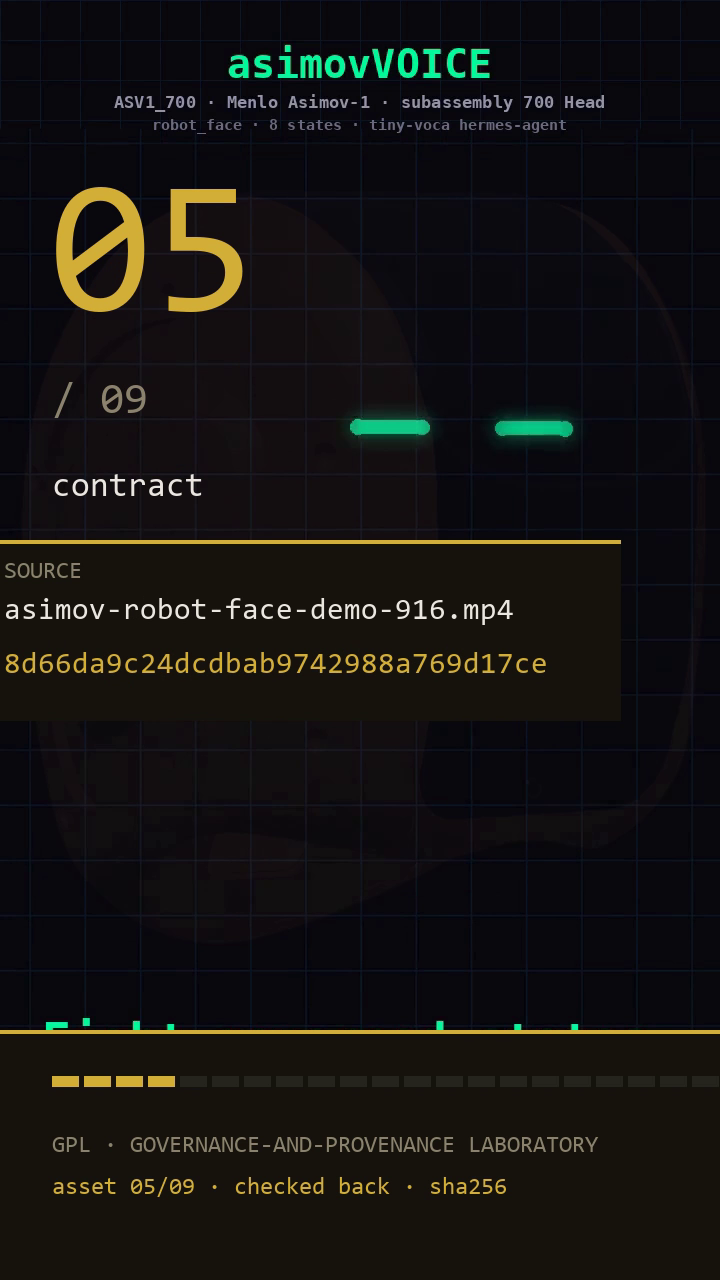 asimovVOICE
ASV1_700 · Menlo Asimov-1 · subassembly 700 Head
robot_face · 8 states · tiny-voca hermes-agent
05
/ 09
contract
SOURCE
asimov-robot-face-demo-916.mp4
8d66da9c24dcdbab9742988a769d17ce
GPL · GOVERNANCE-AND-PROVENANCE LABORATORY
asset 05/09 · checked back · sha256